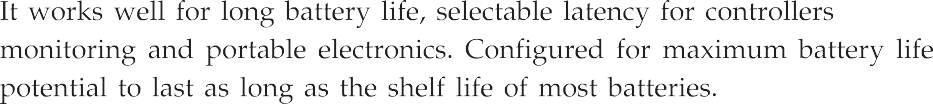 It works well for long battery life, selectable latency for controllers
monitoring and portable electronics. Configured for maximum battery life
potential to last as long as the shelf life of most batteries.